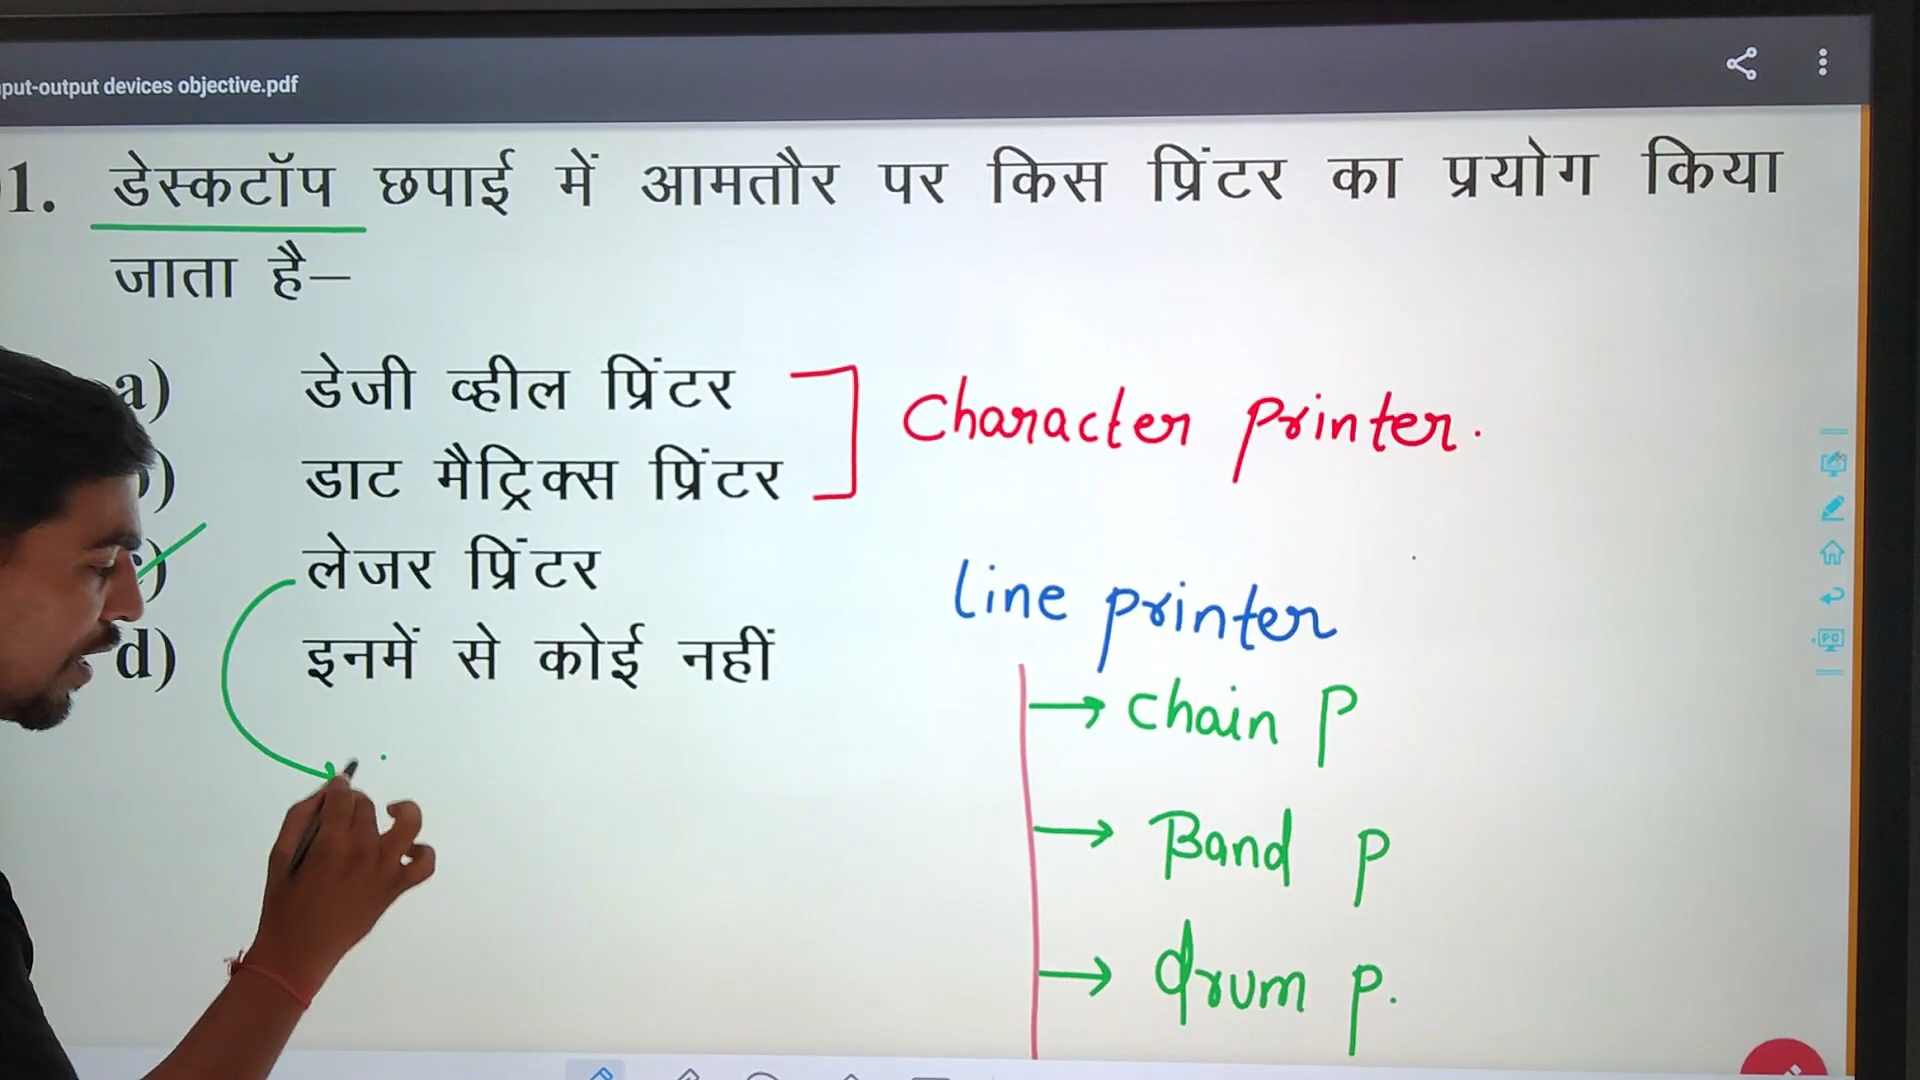 put-output devices objective.pdf
1. डेस्कटॉप छपाई में आमतौर पर किस प्रिंटर का प्रयोग किया
जाता है–
a) डेजी व्हील प्रिंटर
डाट मैट्रिक्स प्रिंटर
लेजर प्रिंटर
d) इनमें से कोई नहीं
Character Printer.
line printer
→ Chain P
→ Band P
→ drum P.
PC